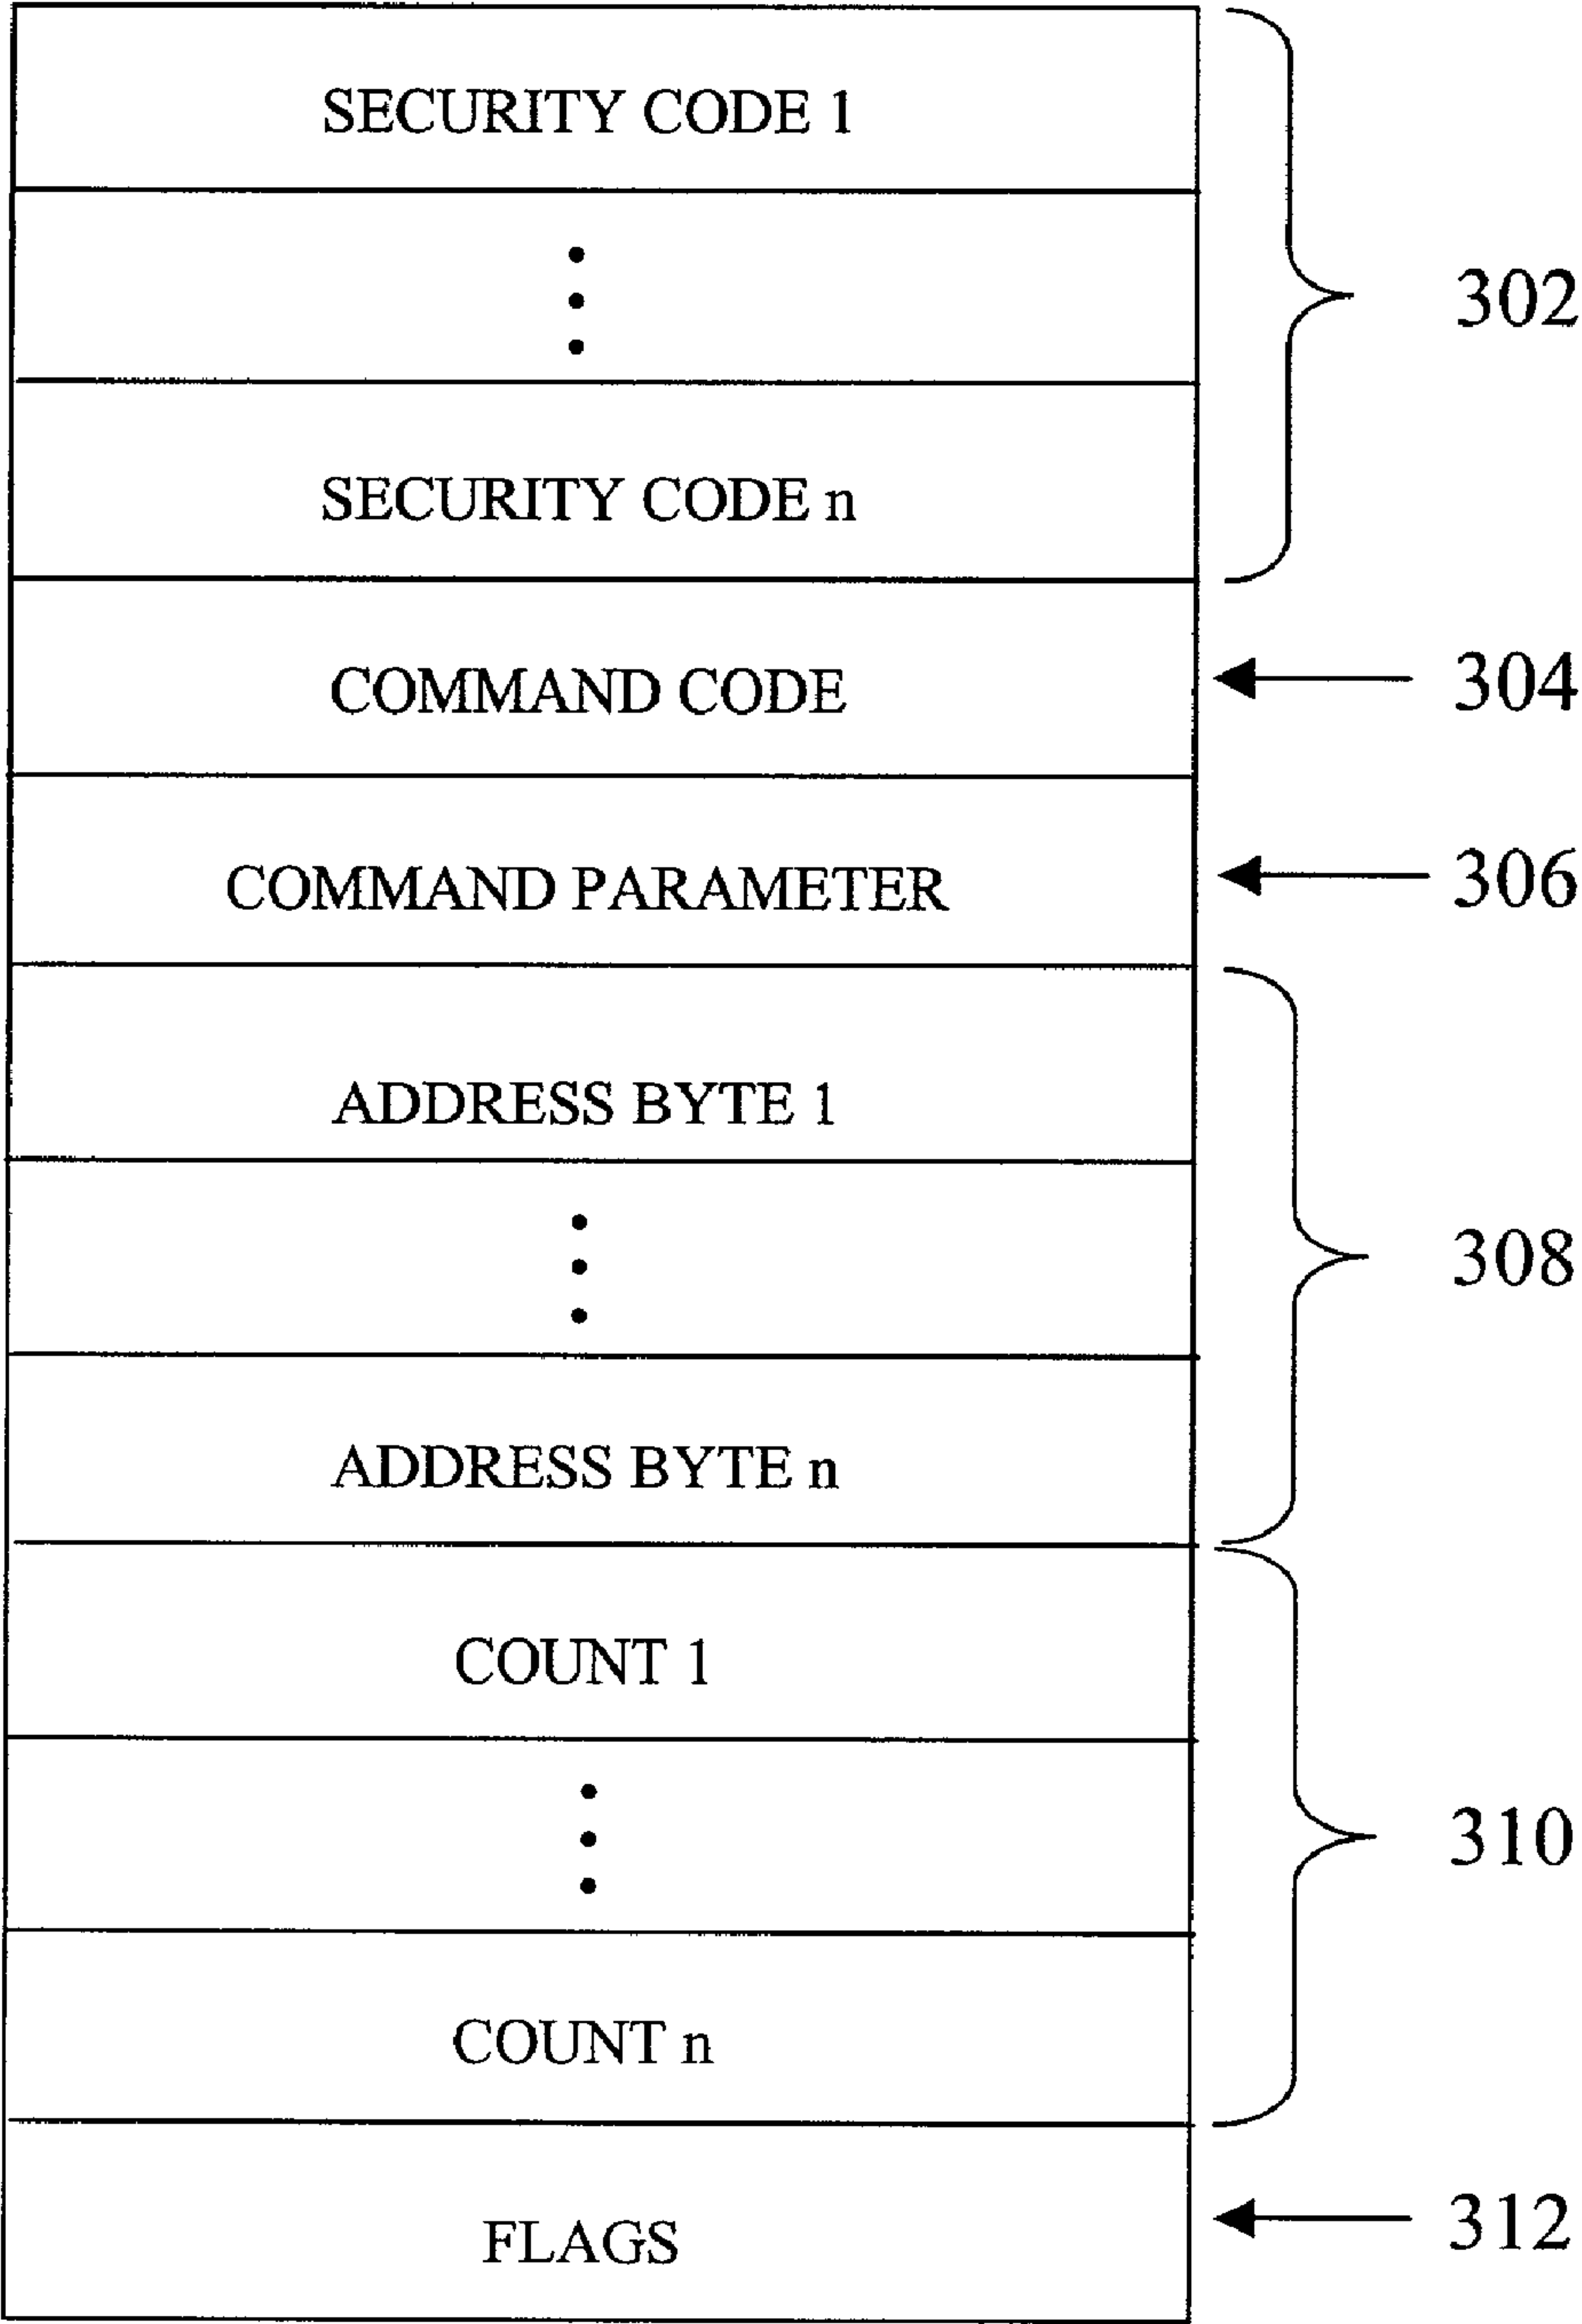 SECURITY CODE 1
302
SECURITY CODE n
COMMAND CODE
304
COMMAND PARAMETER
306
ADDRESS BYTE 1
308
ADDRESS BYTE n
COUNT 1
310
COUNT n
FLAGS
312